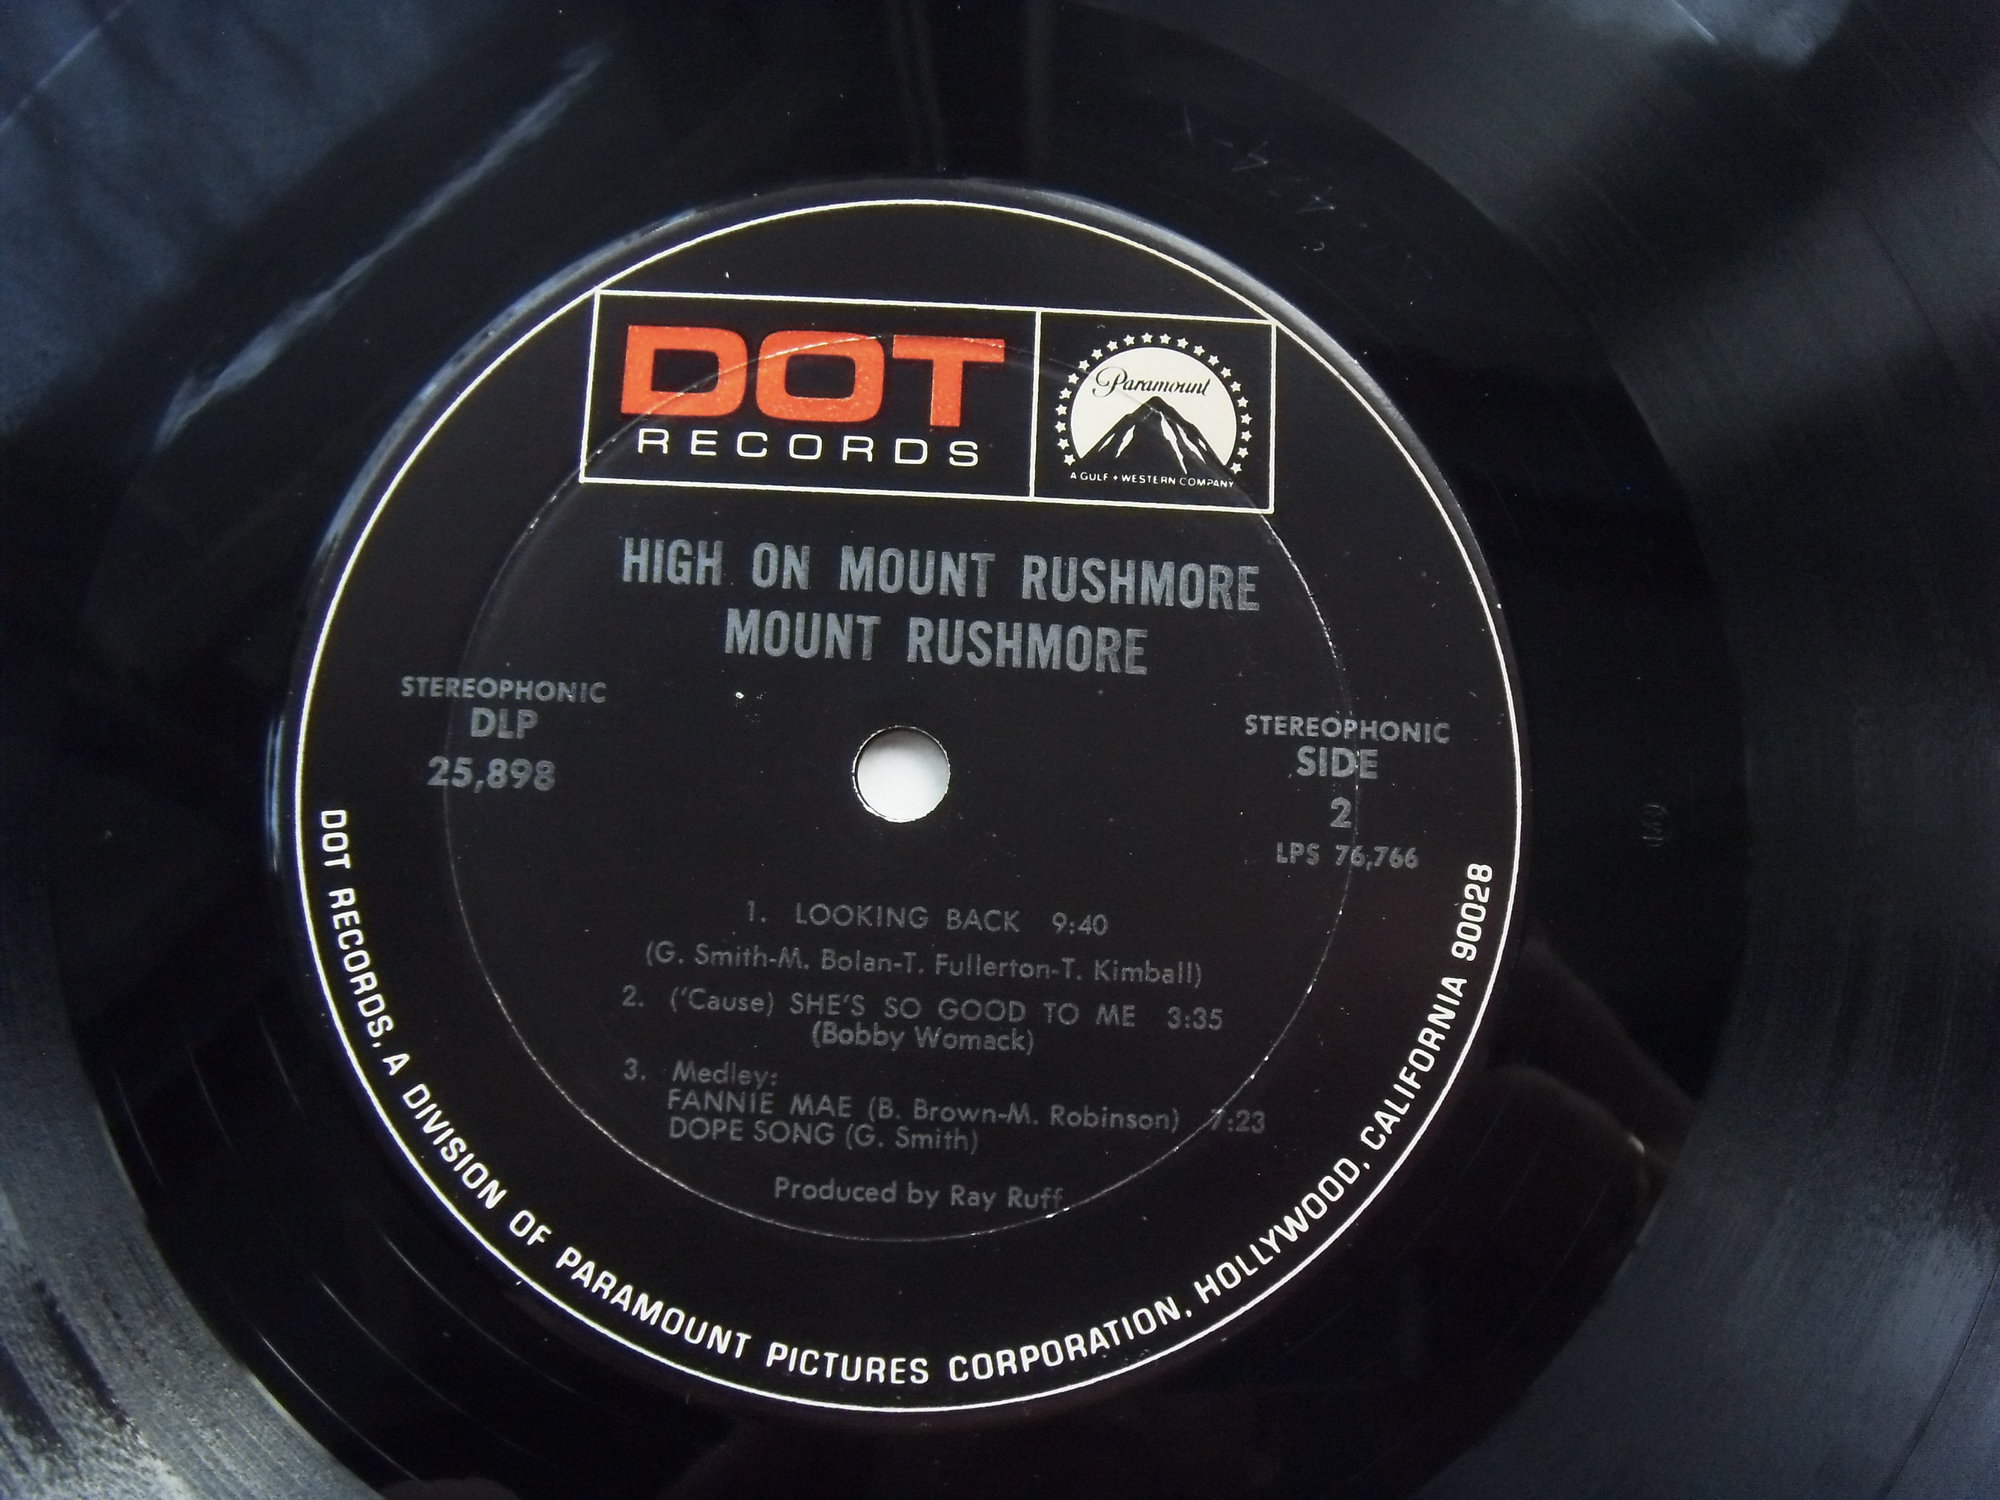 DOT
RECORDS
Paramount
A GULF + WESTERN COMPANY
HIGH ON MOUNT RUSHMORE
MOUNT RUSHMORE
STEREOPHONIC
DLP
25,898
STEREOPHONIC
SIDE
2
LPS 76,766
1. LOOKING BACK 9:40
(G. Smith-M. Bolan-T. Fullerton-T. Kimball)
2. ('Cause) SHE'S SO GOOD TO ME 3:35
(Bobby Womack)
3. Medley:
FANNIE MAE (B. Brown-M. Robinson) 7:23
DOPE SONG (G. Smith)
Produced by Ray Ruff
DOT RECORDS, A DIVISION OF PARAMOUNT PICTURES CORPORATION, HOLLYWOOD, CALIFORNIA 90028